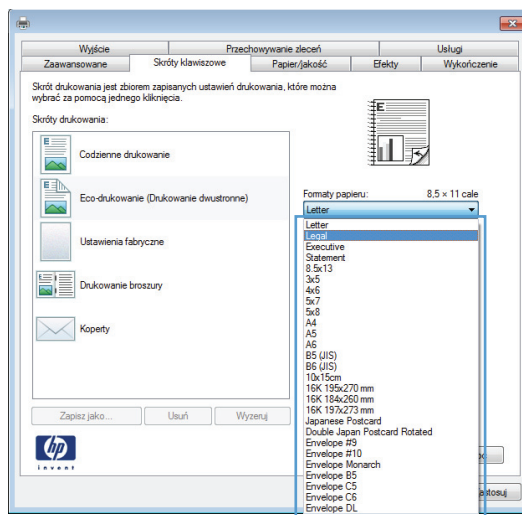 Wyjście Przechowywanie zleceń Usługi
Zaawansowane Skróty klawiszowe Papier/jakość Efekty Wykończenie
Skrót drukowania jest zbiorem zapisanych ustawień drukowania, które można
wybrać za pomocą jednego kliknięcia.
Skróty drukowania:
Codzienne drukowanie
Eco-drukowanie (Drukowanie dwustronne)
Ustawienia fabryczne
Drukowanie broszury
Koperty
Zapisz jako... Usuń Wyzeruj
hp
invent
E
Formaty papieru: 8,5 × 11 cale
Letter
Letter
Legal
Executive
Statement
8.5x13
3x5
4x6
5x7
5x8
A4
A5
A6
B5 (JIS)
B6 (JIS)
10x15cm
16K 195x270 mm
16K 184x260 mm
16K 197x273 mm
Japanese Postcard
Double Japan Postcard Rotated
Envelope #9
Envelope #10
Envelope Monarch
Envelope B5
Envelope C5
Envelope C6
Envelope DL